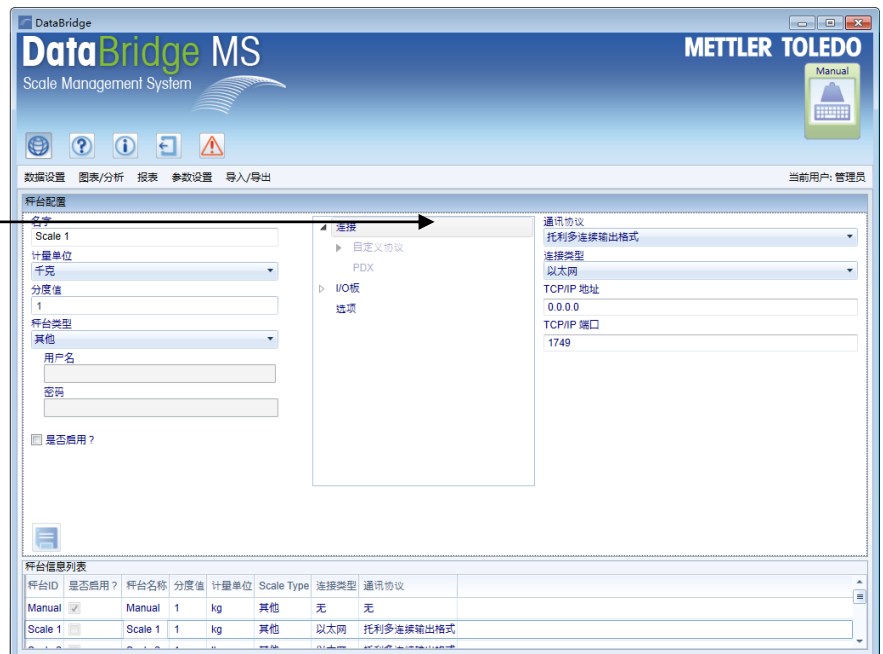 DataBridge
DataBridge MS
METTLER TOLEDO
Scale Management System
Manual
数据设置 图表/分析 报表 参数设置 导入/导出
当前用户: 管理员
秤台配置
名字
Scale 1
计量单位
千克
分度值
1
秤台类型
其他
用户名
密码
是否启用？
连接
自定义协议
PDX
I/O板
选项
通讯协议
托利多连续输出格式
连接类型
以太网
TCP/IP 地址
0.0.0.0
TCP/IP 端口
1749
秤台信息列表
秤台ID 是否启用？ 秤台名称 分度值 计量单位 Scale Type 连接类型 通讯协议
Manual Manual 1 kg 其他 无 无
Scale 1 Scale 1 1 kg 其他 以太网 托利多连续输出格式